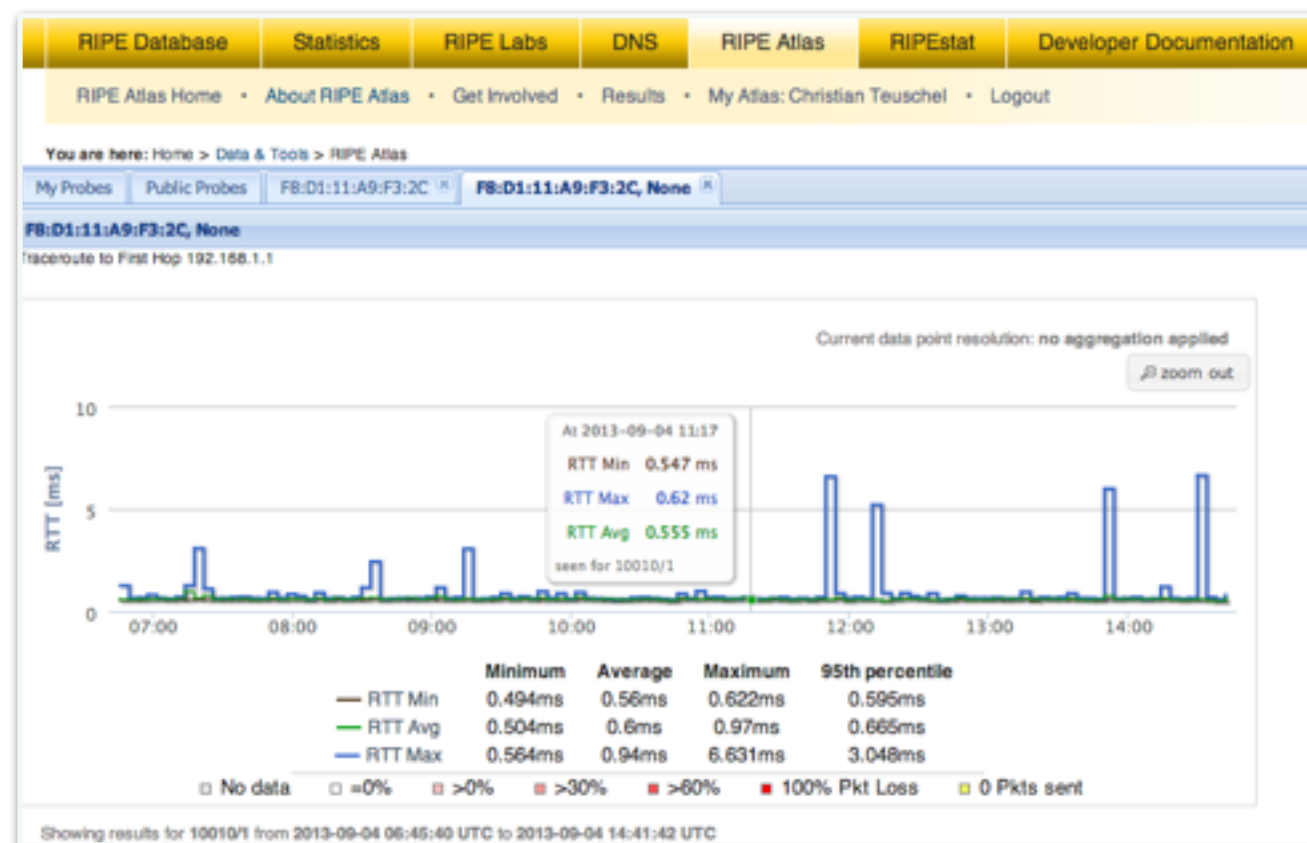 RIPE Database Statistics RIPE Labs DNS RIPE Atlas RIPEstat Developer Documentation
RIPE Atlas Home • About RIPE Atlas • Get Involved • Results • My Atlas: Christian Teuschel • Logout
You are here: Home > Data & Tools > RIPE Atlas
My Probes Public Probes F8:D1:11:A9:F3:2C F8:D1:11:A9:F3:2C, None
F8:D1:11:A9:F3:2C, None
Traceroute to First Hop 192.168.1.1
Current data point resolution: no aggregation applied
zoom out
RTT [ms]
10
5
0
At 2013-09-04 11:17
RTT Min 0.547 ms
RTT Max 0.62 ms
RTT Avg 0.555 ms
seen for 10010/1
07:00 08:00 09:00 10:00 11:00 12:00 13:00 14:00
Minimum Average Maximum 95th percentile
RTT Min 0.494ms 0.56ms 0.622ms 0.595ms
RTT Avg 0.504ms 0.6ms 0.97ms 0.665ms
RTT Max 0.564ms 0.94ms 6.631ms 3.048ms
No data =0% >0% >30% >60% 100% Pkt Loss 0 Pkts sent
Showing results for 10010/1 from 2013-09-04 06:45:40 UTC to 2013-09-04 14:41:42 UTC